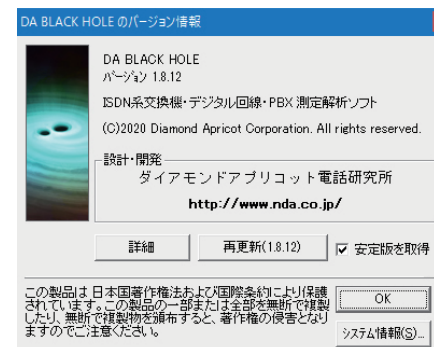 DA BLACK HOLE のバージョン情報
DA BLACK HOLE
バージョン 1.8.12
ISDN系交換機・デジタル回線・PBX 測定解析ソフト
(C)2020 Diamond Apricot Corporation. All rights reserved.
設計・開発
ダイアモンドアプリコット電話研究所
http://www.nda.co.jp/
詳細
再更新(1.8.12)
安定版を取得
この製品は日本国著作権法および国際条約により保護
されています。この製品の一部または全部を無断で複製
したり、無断で複製物を頒布すると、著作権の侵害となり
ますのでご注意ください。
OK
システム情報(S)...